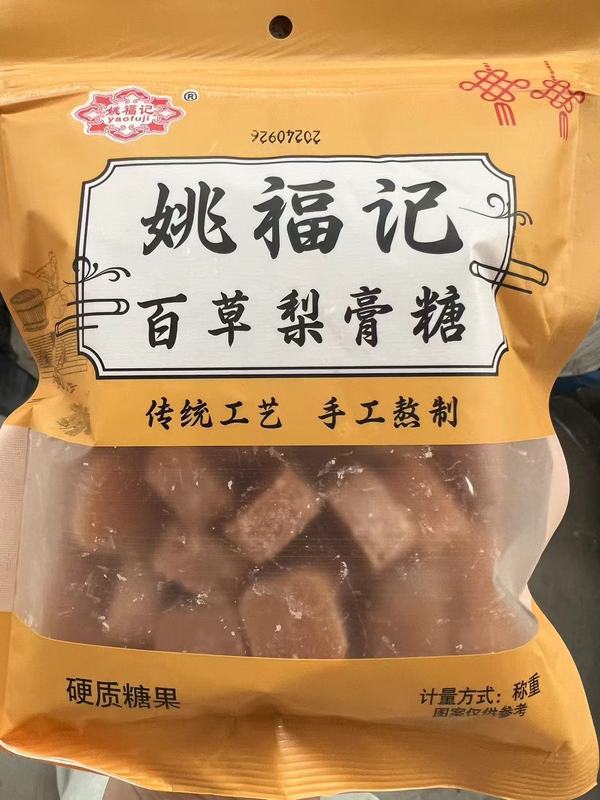 姚福记
yaofuji
®
20240926
姚福记
百草梨膏糖
传统工艺 手工熬制
硬质糖果
计量方式：称重
图案仅供参考